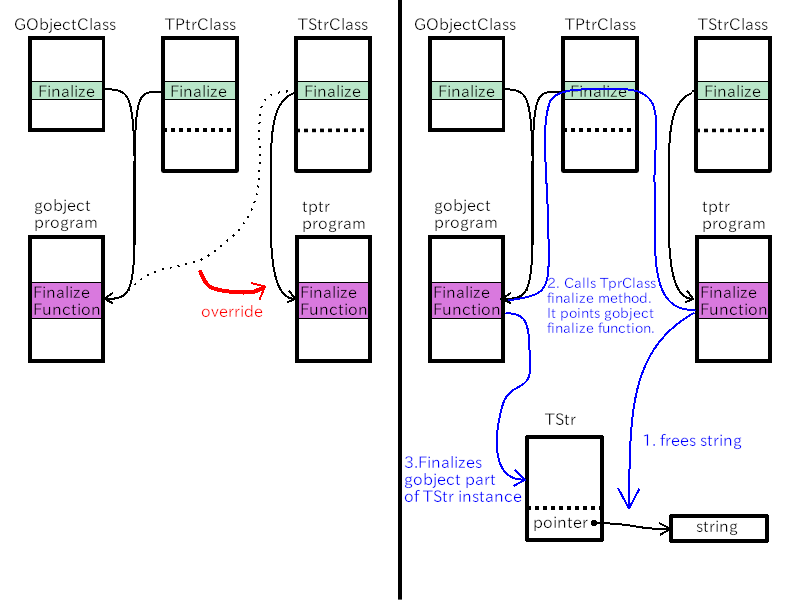 GObjectClass
TPtrClass
TStrClass
Finalize
Finalize
Finalize
gobject
program
tptr
program
Finalize
Function
Finalize
Function
override
GObjectClass
TPtrClass
TStrClass
Finalize
Finalize
Finalize
gobject
program
tptr
program
Finalize
Function
2. Calls TprClass
finalize method.
It points gobject
finalize function.
Finalize
Function
TStr
1. frees string
3.Finalizes
gobject part
of TStr instance
pointer
string